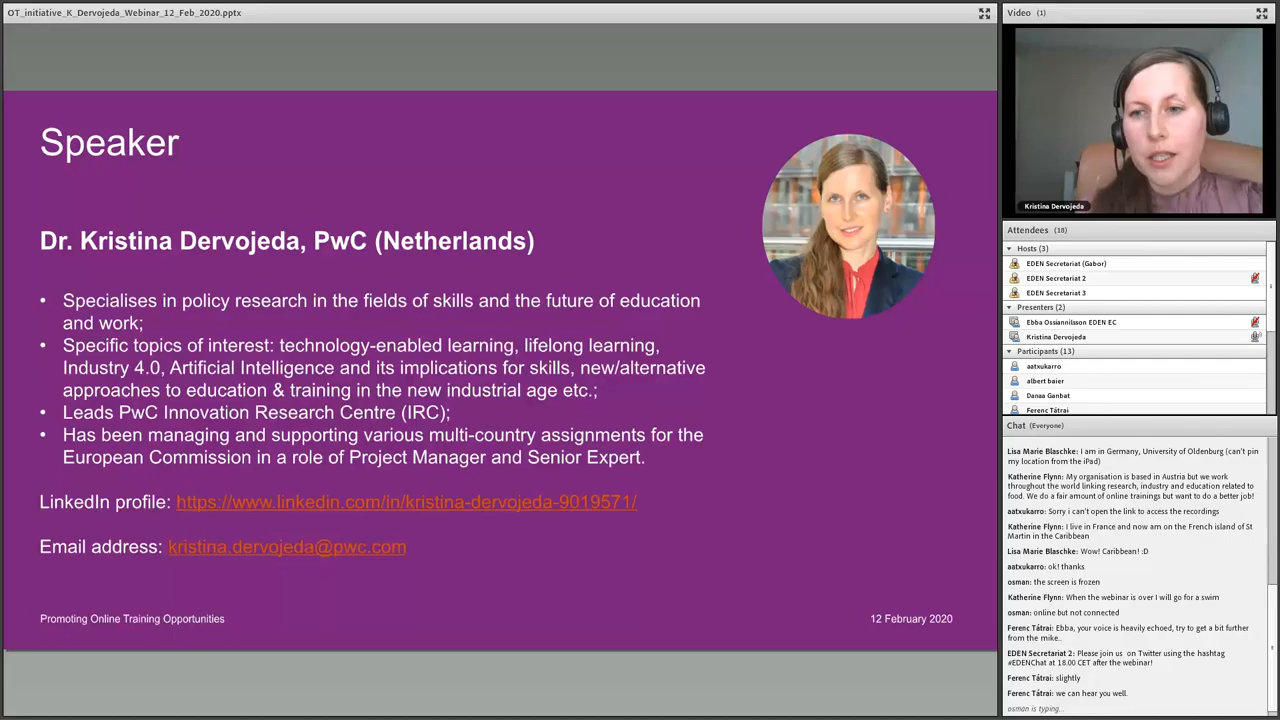 OT_initiative_K_Dervojeda_Webinar_12_Feb_2020.pptx
Speaker
Dr. Kristina Dervojeda, PwC (Netherlands)
• Specialises in policy research in the fields of skills and the future of education
and work;
• Specific topics of interest: technology-enabled learning, lifelong learning,
Industry 4.0, Artificial Intelligence and its implications for skills, new/alternative
approaches to education & training in the new industrial age etc.;
• Leads PwC Innovation Research Centre (IRC);
• Has been managing and supporting various multi-country assignments for the
European Commission in a role of Project Manager and Senior Expert.
LinkedIn profile: https://www.linkedin.com/in/kristina-dervojeda-9019571/
Email address: kristina.dervojeda@pwc.com
Promoting Online Training Opportunities
12 February 2020
Video (1)
Kristina Dervojeda
Attendees (18)
Hosts (3)
EDEN Secretariat (Gabor)
EDEN Secretariat 2
EDEN Secretariat 3
Presenters (2)
Ebba Ossiannilsson EDEN EC
Kristina Dervojeda
Participants (13)
aatxukarro
albert baier
Danaa Ganbat
Ferenc Tátrai
Chat (Everyone)
Lisa Marie Blaschke: I am in Germany, University of Oldenburg (can't pin
my location from the iPad)
Katherine Flynn: My organisation is based in Austria but we work
throughout the world linking research, industry and education related to
food. We do a fair amount of online trainings but want to do a better job!
aatxukarro: Sorry i can't open the link to access the recordings
Katherine Flynn: I live in France and now am on the French island of St
Martin in the Caribbean
Lisa Marie Blaschke: Wow! Caribbean! :D
aatxukarro: ok! thanks
osman: the screen is frozen
Katherine Flynn: When the webinar is over I will go for a swim
osman: online but not connected
Ferenc Tátrai: Ebba, your voice is heavily echoed, try to get a bit further
from the mike..
EDEN Secretariat 2: Please join us on Twitter using the hashtag
#EDENChat at 18.00 CET after the webinar!
Ferenc Tátrai: slightly
Ferenc Tátrai: we can hear you well.
osman is typing...